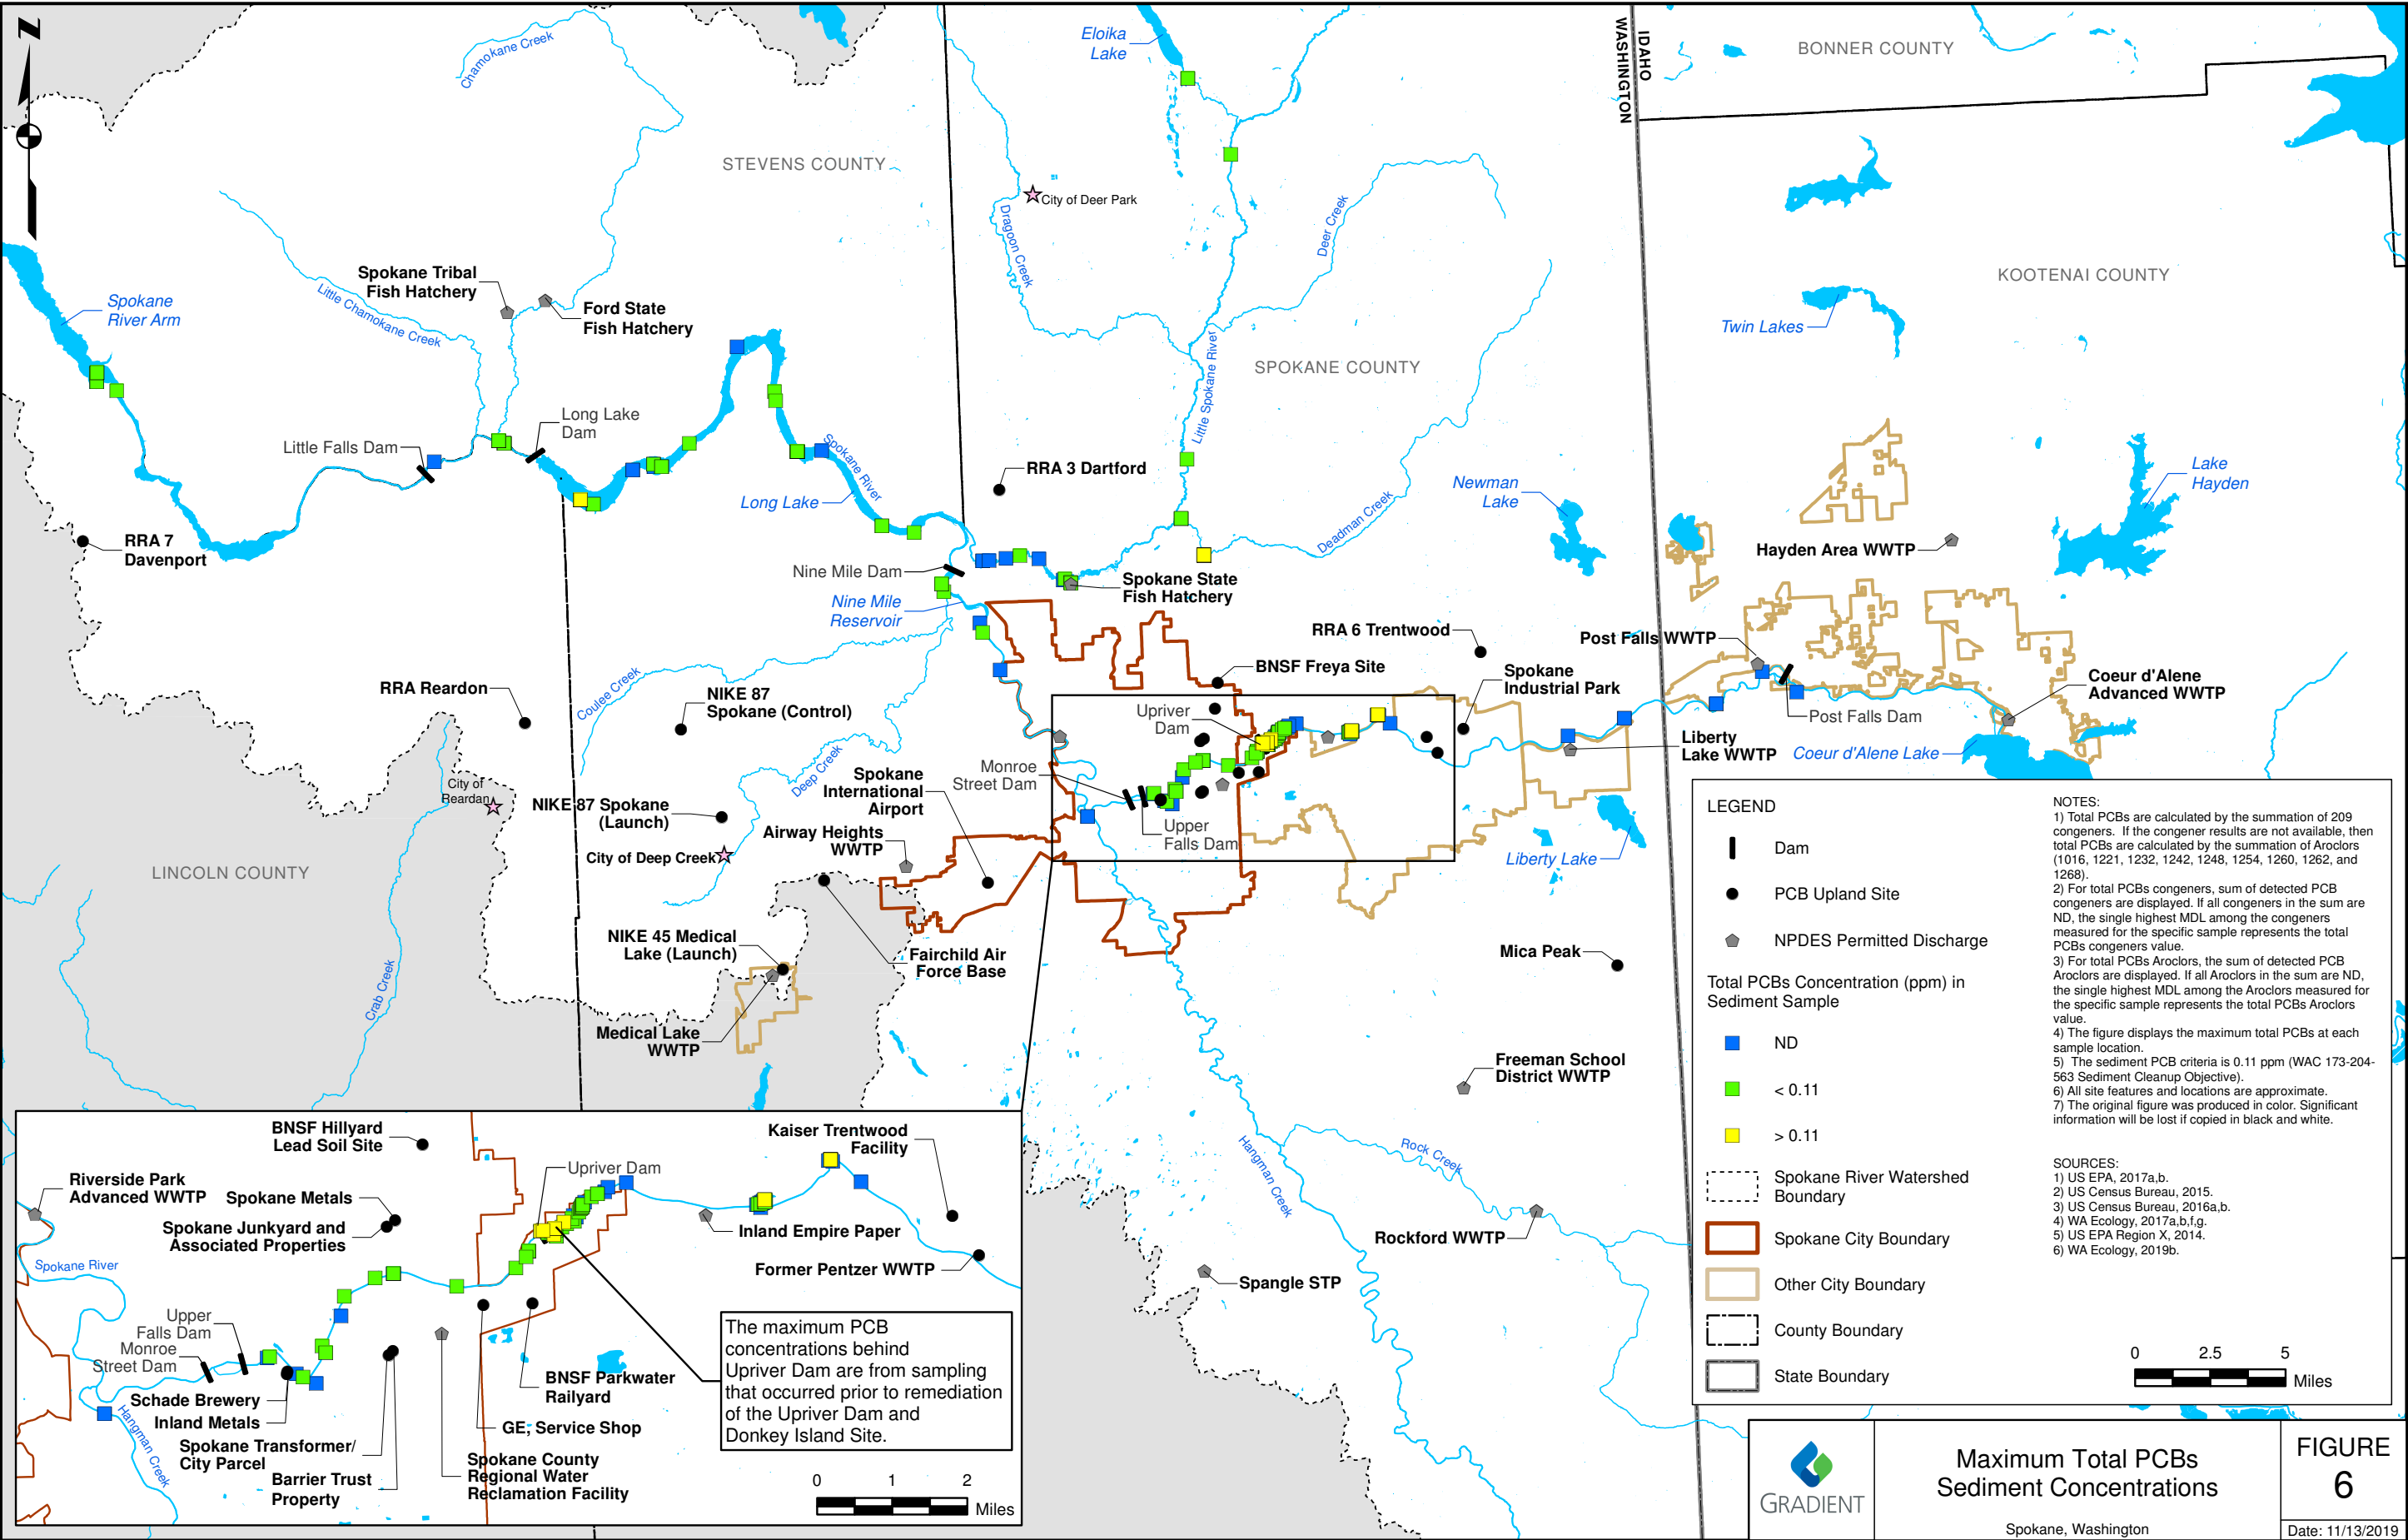 N
Chamokane Creek
Eloika
Lake
WASHINGTON
IDAHO
BONNER COUNTY
STEVENS COUNTY
City of Deer Park
Dragoon Creek
Deer Creek
KOOTENAI COUNTY
Spokane Tribal
Fish Hatchery
Ford State
Fish Hatchery
Little Chamokane Creek
Spokane
River Arm
Twin Lakes
Little Spokane River
SPOKANE COUNTY
Long Lake
Dam
Little Falls Dam
Spokane River
Long Lake
RRA 3 Dartford
Newman
Lake
Lake
Hayden
Deadman Creek
RRA 7
Davenport
Hayden Area WWTP
Nine Mile Dam
Nine Mile
Reservoir
Spokane State
Fish Hatchery
RRA 6 Trentwood
Post Falls WWTP
BNSF Freya Site
Spokane
Industrial Park
Coeur d'Alene
Advanced WWTP
RRA Reardon
Coulee Creek
NIKE 87
Spokane (Control)
Upriver
Dam
Post Falls Dam
Liberty
Lake WWTP
Coeur d'Alene Lake
Deep Creek
Monroe
Street Dam
Spokane
International
Airport
City of
Reardan
NIKE 87 Spokane
(Launch)
Airway Heights
WWTP
Upper
Falls Dam
City of Deep Creek
Liberty Lake
LINCOLN COUNTY
NIKE 45 Medical
Lake (Launch)
Fairchild Air
Force Base
Mica Peak
Crab Creek
Medical Lake
WWTP
Freeman School
District WWTP
Hangman Creek
Rock Creek
Rockford WWTP
Spangle STP
BNSF Hillyard
Lead Soil Site
Kaiser Trentwood
Facility
Riverside Park
Advanced WWTP
Upriver Dam
Spokane Metals
Spokane Junkyard and
Associated Properties
Inland Empire Paper
Spokane River
Former Pentzer WWTP
Upper
Falls Dam
Monroe
Street Dam
The maximum PCB
concentrations behind
Upriver Dam are from sampling
that occurred prior to remediation
of the Upriver Dam and
Donkey Island Site.
BNSF Parkwater
Railyard
Schade Brewery
Inland Metals
GE; Service Shop
Hangman Creek
Spokane Transformer/
City Parcel
Barrier Trust
Property
Spokane County
Regional Water
Reclamation Facility
0 1 2
Miles
LEGEND
Dam
PCB Upland Site
NPDES Permitted Discharge
Total PCBs Concentration (ppm) in
Sediment Sample
ND
< 0.11
> 0.11
Spokane River Watershed
Boundary
Spokane City Boundary
Other City Boundary
County Boundary
State Boundary
NOTES:
1) Total PCBs are calculated by the summation of 209
congeners. If the congener results are not available, then
total PCBs are calculated by the summation of Aroclors
(1016, 1221, 1232, 1242, 1248, 1254, 1260, 1262, and
1268).
2) For total PCBs congeners, sum of detected PCB
congeners are displayed. If all congeners in the sum are
ND, the single highest MDL among the congeners
measured for the specific sample represents the total
PCBs congeners value.
3) For total PCBs Aroclors, the sum of detected PCB
Aroclors are displayed. If all Aroclors in the sum are ND,
the single highest MDL among the Aroclors measured for
the specific sample represents the total PCBs Aroclors
value.
4) The figure displays the maximum total PCBs at each
sample location.
5) The sediment PCB criteria is 0.11 ppm (WAC 173-204-
563 Sediment Cleanup Objective).
6) All site features and locations are approximate.
7) The original figure was produced in color. Significant
information will be lost if copied in black and white.
SOURCES:
1) US EPA, 2017a,b.
2) US Census Bureau, 2015.
3) US Census Bureau, 2016a,b.
4) WA Ecology, 2017a,b,f,g.
5) US EPA Region X, 2014.
6) WA Ecology, 2019b.
0 2.5 5
Miles
GRADIENT
Maximum Total PCBs
Sediment Concentrations
Spokane, Washington
FIGURE
6
Date: 11/13/2019